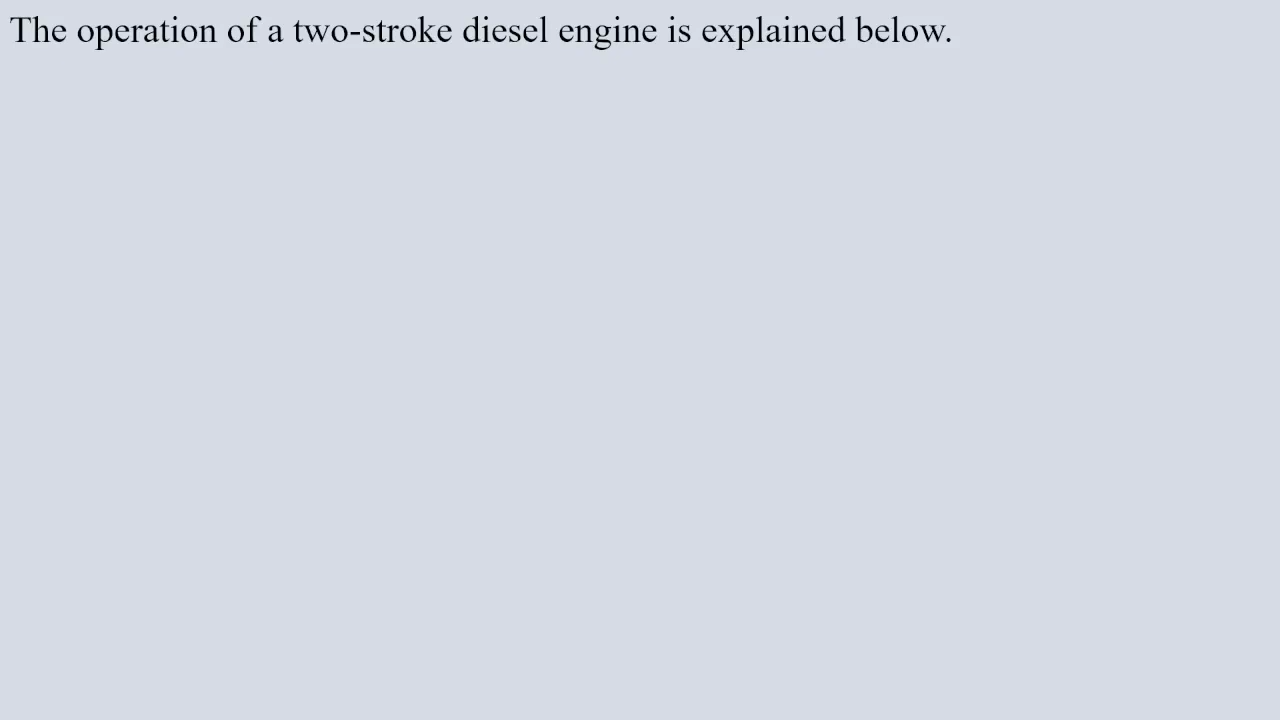 The operation of a two-stroke diesel engine is explained below.